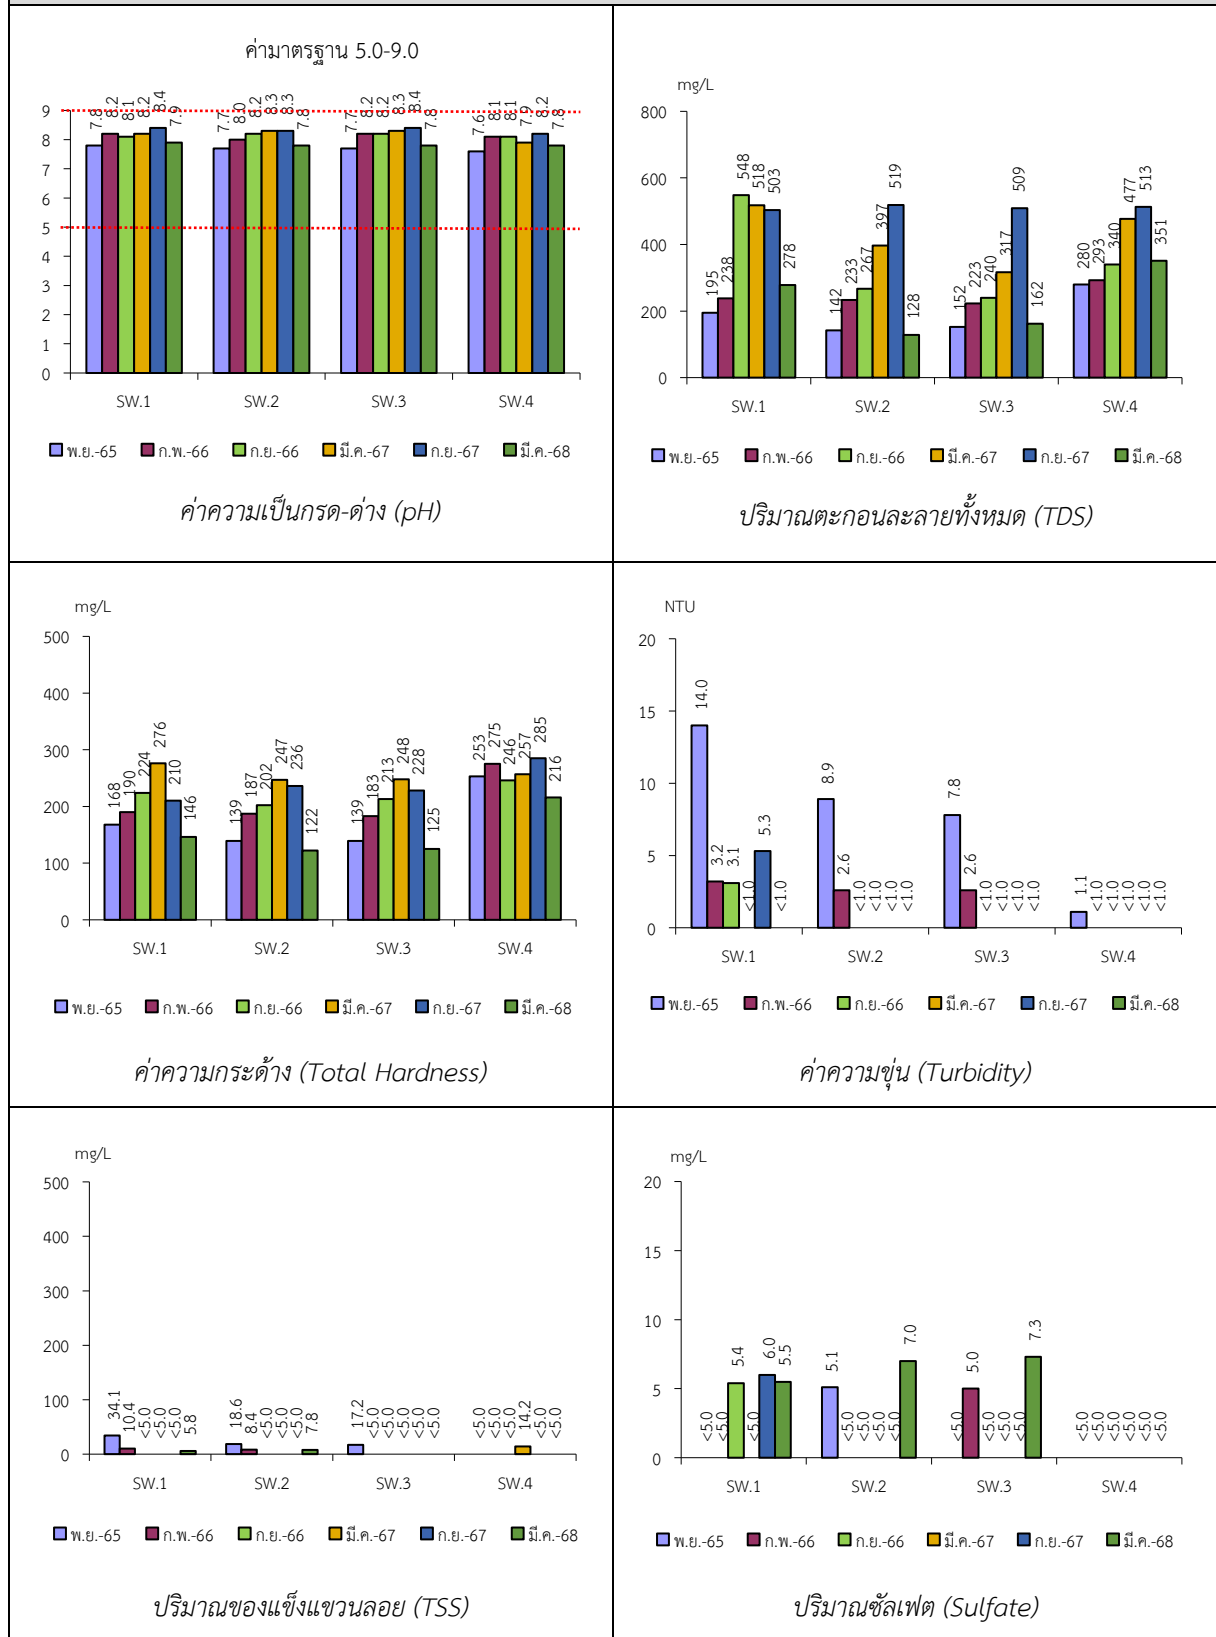 ค่ามาตรฐาน 5.0-9.0
9
8
7
6
5
4
3
2
1
0
7.8 8.2 8.1 8.2 8.4 7.9 7.7 8.0 8.2 8.3 8.3 7.8 7.7 8.2 8.2 8.3 8.4 7.8 7.6 8.1 8.1 7.9 8.2 7.8
SW.1 SW.2 SW.3 SW.4
พ.ย.-65 ก.พ.-66 ก.ย.-66 มี.ค.-67 ก.ย.-67 มี.ค.-68
ค่าความเป็นกรด-ด่าง (pH)
mg/L
800
600
400
200
0
195 238 548 518 503 278 142 233 267 397 519 128 152 223 240 317 509 162 280 293 340 477 513 351
SW.1 SW.2 SW.3 SW.4
พ.ย.-65 ก.พ.-66 ก.ย.-66 มี.ค.-67 ก.ย.-67 มี.ค.-68
ปริมาณตะกอนละลายทั้งหมด (TDS)
mg/L
500
400
300
200
100
0
168 190 224 276 210 146 139 187 202 247 236 122 139 183 213 248 228 125 253 275 246 257 285 216
SW.1 SW.2 SW.3 SW.4
พ.ย.-65 ก.พ.-66 ก.ย.-66 มี.ค.-67 ก.ย.-67 มี.ค.-68
ค่าความกระด้าง (Total Hardness)
NTU
20
15
10
5
0
14.0 3.2 3.1 <1.0 5.3 <1.0 8.9 2.6 <1.0 <1.0 <1.0 <1.0 7.8 2.6 <1.0 <1.0 <1.0 <1.0 1.1 <1.0 <1.0 <1.0 <1.0 <1.0
SW.1 SW.2 SW.3 SW.4
พ.ย.-65 ก.พ.-66 ก.ย.-66 มี.ค.-67 ก.ย.-67 มี.ค.-68
ค่าความขุ่น (Turbidity)
mg/L
500
400
300
200
100
0
34.1 10.4 <5.0 <5.0 <5.0 5.8 18.6 8.4 <5.0 <5.0 <5.0 7.8 17.2 <5.0 <5.0 <5.0 <5.0 <5.0 <5.0 <5.0 <5.0 14.2 <5.0 <5.0
SW.1 SW.2 SW.3 SW.4
พ.ย.-65 ก.พ.-66 ก.ย.-66 มี.ค.-67 ก.ย.-67 มี.ค.-68
ปริมาณของแข็งแขวนลอย (TSS)
mg/L
20
15
10
5
0
<5.0 <5.0 5.4 <5.0 6.0 5.5 5.1 <5.0 <5.0 <5.0 <5.0 7.0 <5.0 5.0 <5.0 <5.0 <5.0 7.3 <5.0 <5.0 <5.0 <5.0 <5.0 <5.0
SW.1 SW.2 SW.3 SW.4
พ.ย.-65 ก.พ.-66 ก.ย.-66 มี.ค.-67 ก.ย.-67 มี.ค.-68
ปริมาณซัลเฟต (Sulfate)